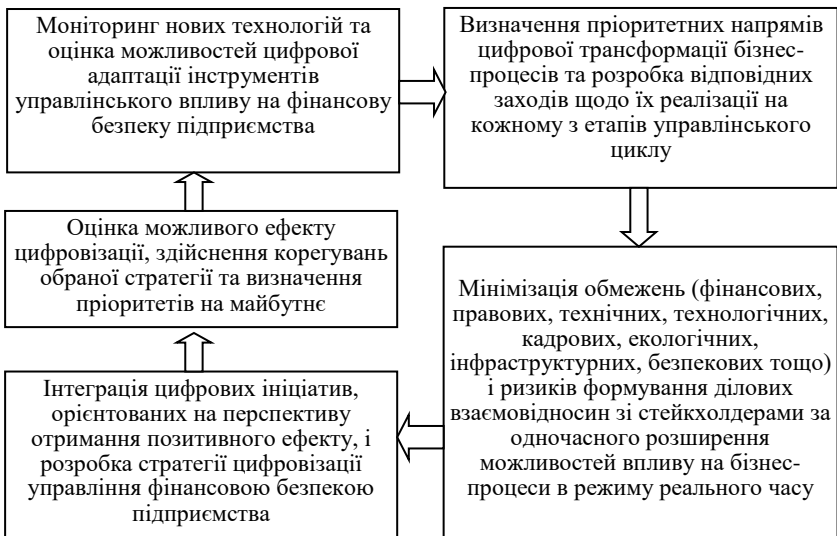 Моніторинг нових технологій та
оцінка можливостей цифрової
адаптації інструментів
управлінського впливу на фінансову
безпеку підприємства
Визначення пріоритетних напрямів
цифрової трансформації бізнес-
процесів та розробка відповідних
заходів щодо їх реалізації на
кожному з етапів управлінського
циклу
Мінімізація обмежень (фінансових,
правових, технічних, технологічних,
кадрових, екологічних,
інфраструктурних, безпекових тощо)
і ризиків формування ділових
взаємовідносин зі стейкхолдерами за
одночасного розширення
можливостей впливу на бізнес-
процеси в режиму реального часу
Інтеграція цифрових ініціатив,
орієнтованих на перспективу
отримання позитивного ефекту, і
розробка стратегії цифровізації
управління фінансовою безпекою
підприємства
Оцінка можливого ефекту
цифровізації, здійснення корегувань
обраної стратегії та визначення
пріоритетів на майбутнє